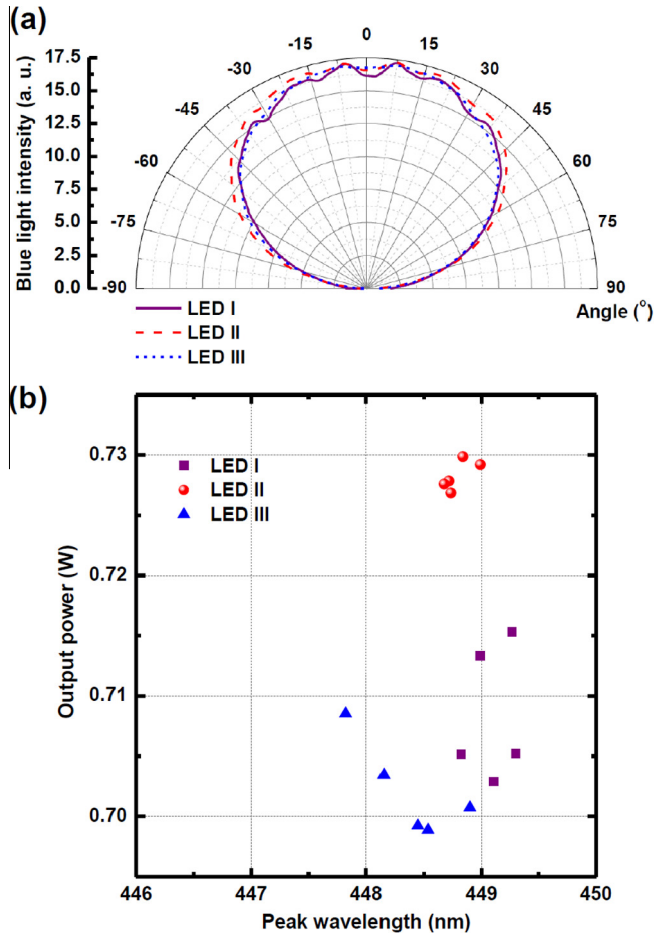 (a)
Blue light intensity (a. u.)
17.5
15.0
12.5
10.0
7.5
5.0
2.5
0.0
-90
-75
-60
-45
-30
-15
0
15
30
45
60
75
90
Angle (°)
LED I
LED II
LED III
(b)
Output power (W)
0.73
0.72
0.71
0.70
LED I
LED II
LED III
446
447
448
449
450
Peak wavelength (nm)